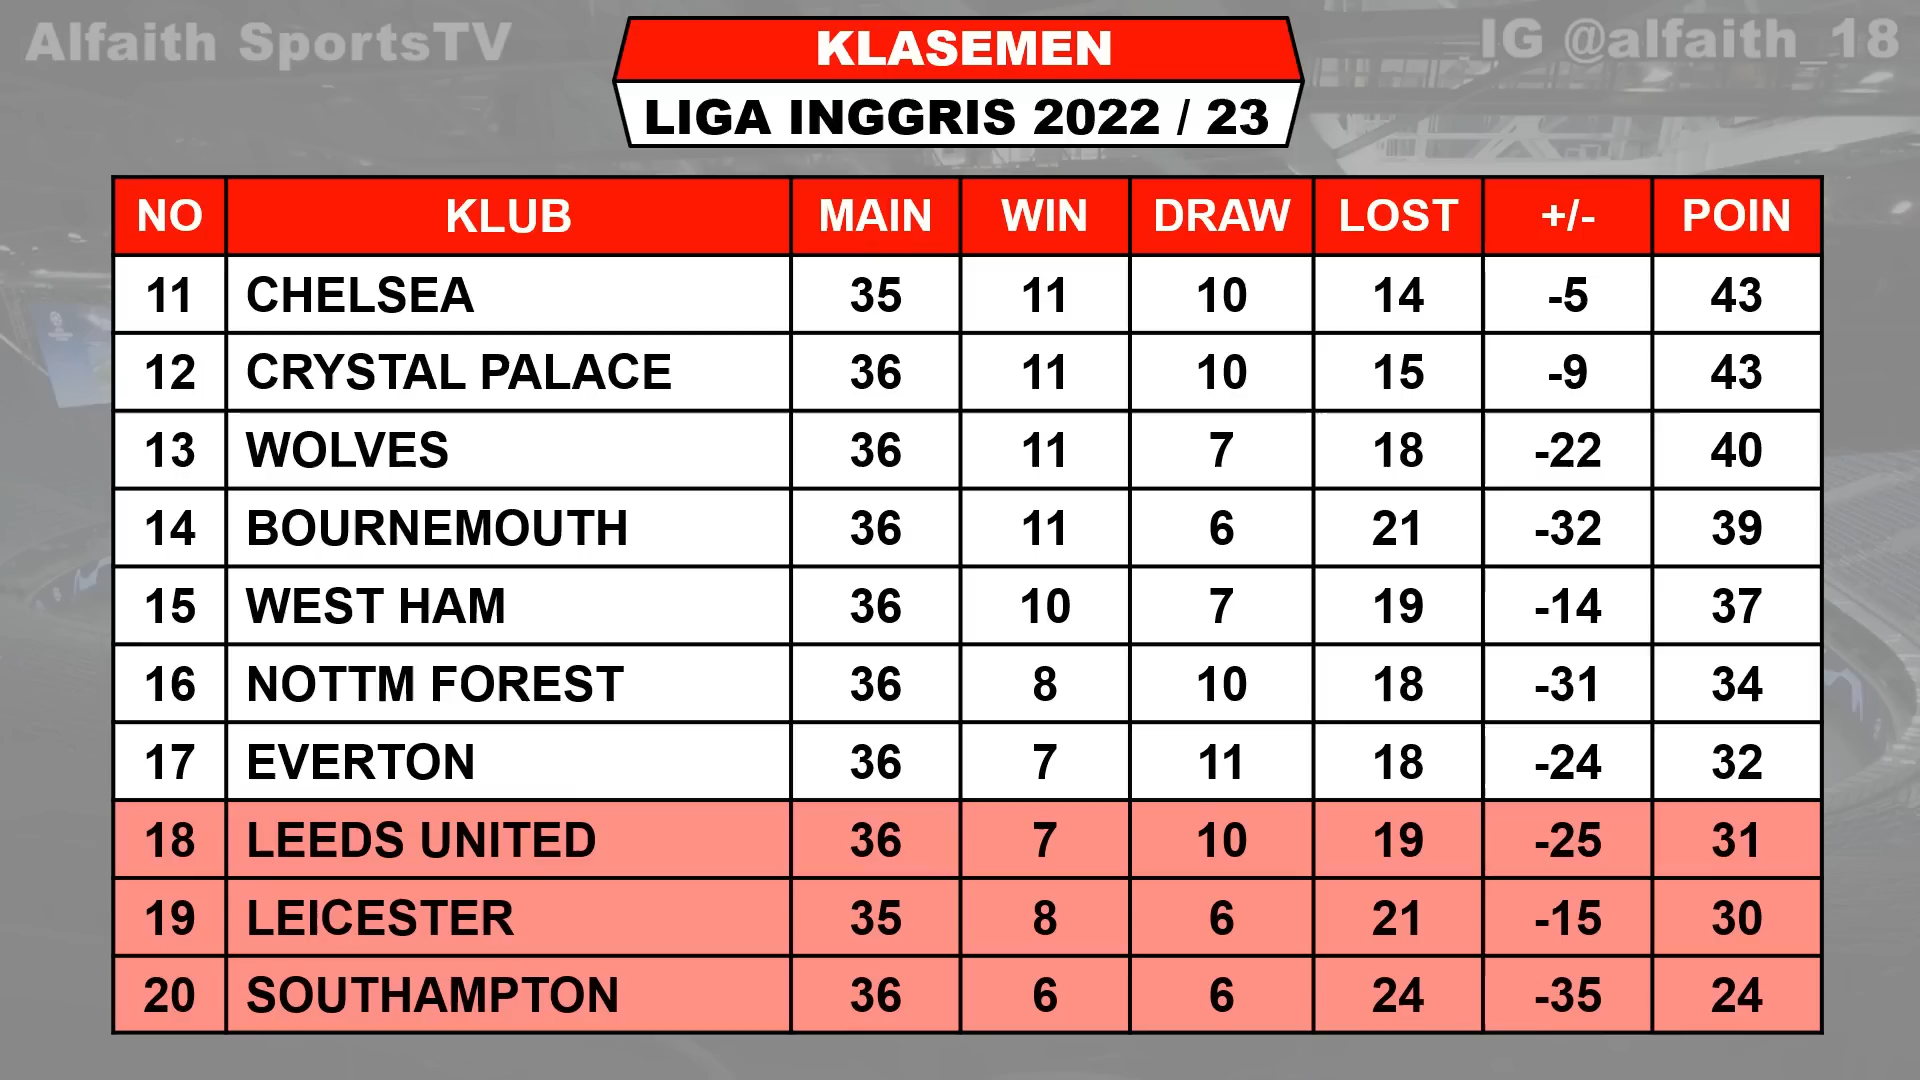 Alfaith SportsTV
KLASEMEN
IG @alfaith_18
LIGA INGGRIS 2022 / 23
NO KLUB MAIN WIN DRAW LOST +/- POIN
11 CHELSEA 35 11 10 14 -5 43
12 CRYSTAL PALACE 36 11 10 15 -9 43
13 WOLVES 36 11 7 18 -22 40
14 BOURNEMOUTH 36 11 6 21 -32 39
15 WEST HAM 36 10 7 19 -14 37
16 NOTTM FOREST 36 8 10 18 -31 34
17 EVERTON 36 7 11 18 -24 32
18 LEEDS UNITED 36 7 10 19 -25 31
19 LEICESTER 35 8 6 21 -15 30
20 SOUTHAMPTON 36 6 6 24 -35 24